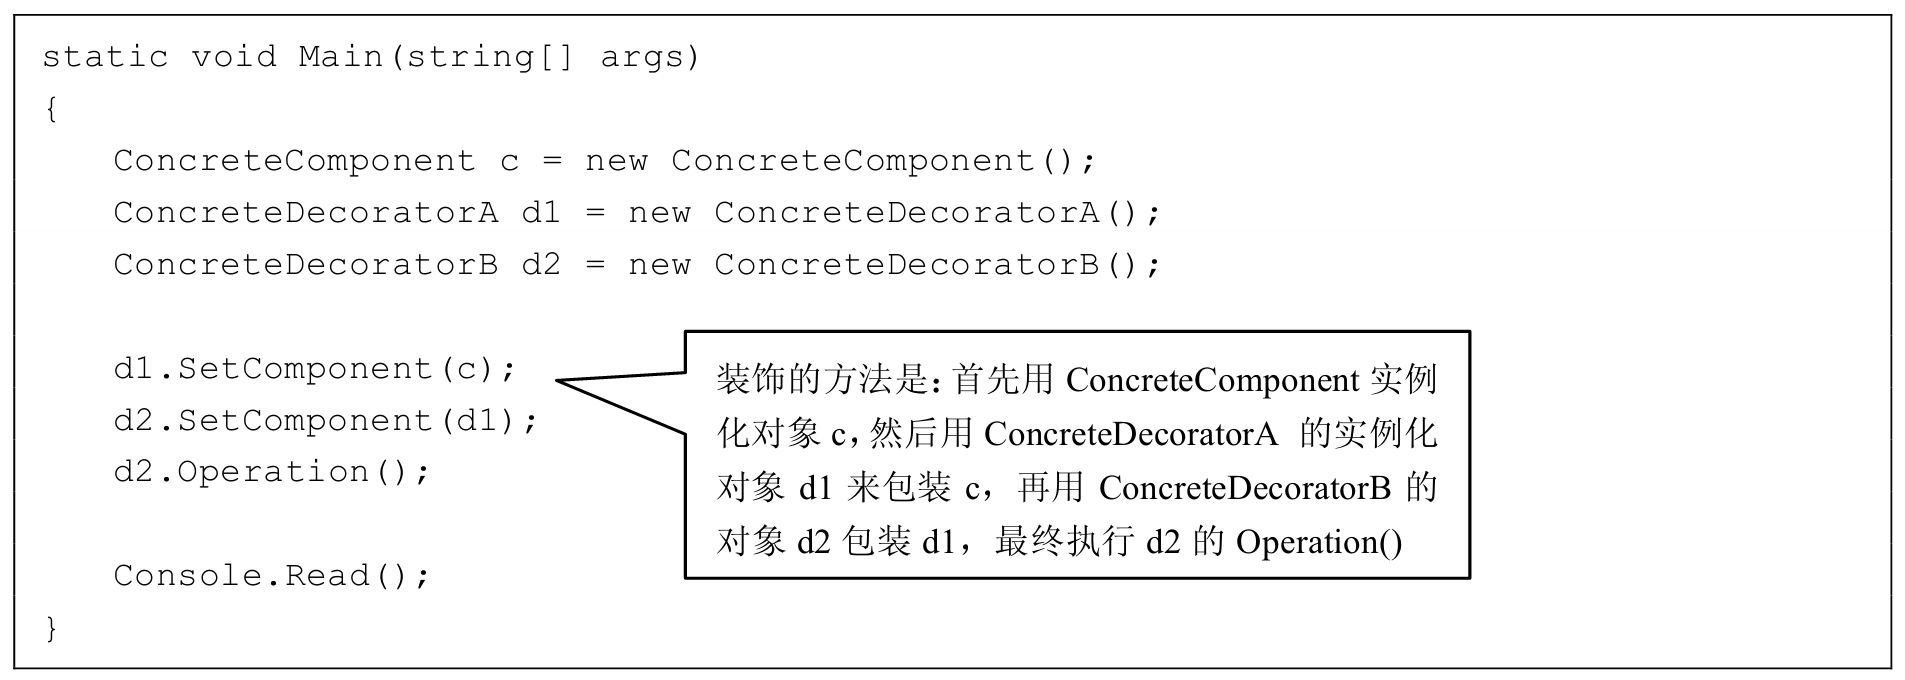 static void Main(string[] args)
{
ConcreteComponent c = new ConcreteComponent();
ConcreteDecoratorA d1 = new ConcreteDecoratorA();
ConcreteDecoratorB d2 = new ConcreteDecoratorB();
d1.SetComponent(c);
d2.SetComponent(d1);
d2.Operation();
Console.Read();
}
装饰的方法是：首先用 ConcreteComponent 实例
化对象 c，然后用 ConcreteDecoratorA 的实例化
对象 d1 来包装 c，再用 ConcreteDecoratorB 的
对象 d2 包装 d1，最终执行 d2 的 Operation()